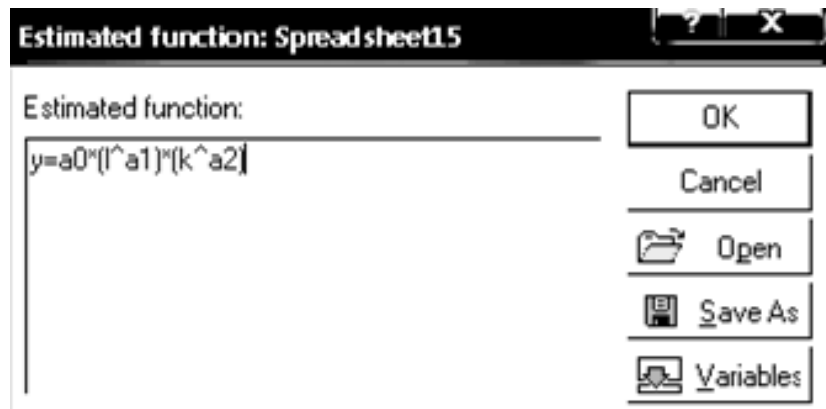 Estimated function: Spreadsheet15
? X
Estimated function:
y=a0*(l^a1)*(k^a2)
OK
Cancel
Open
Save As
Variables